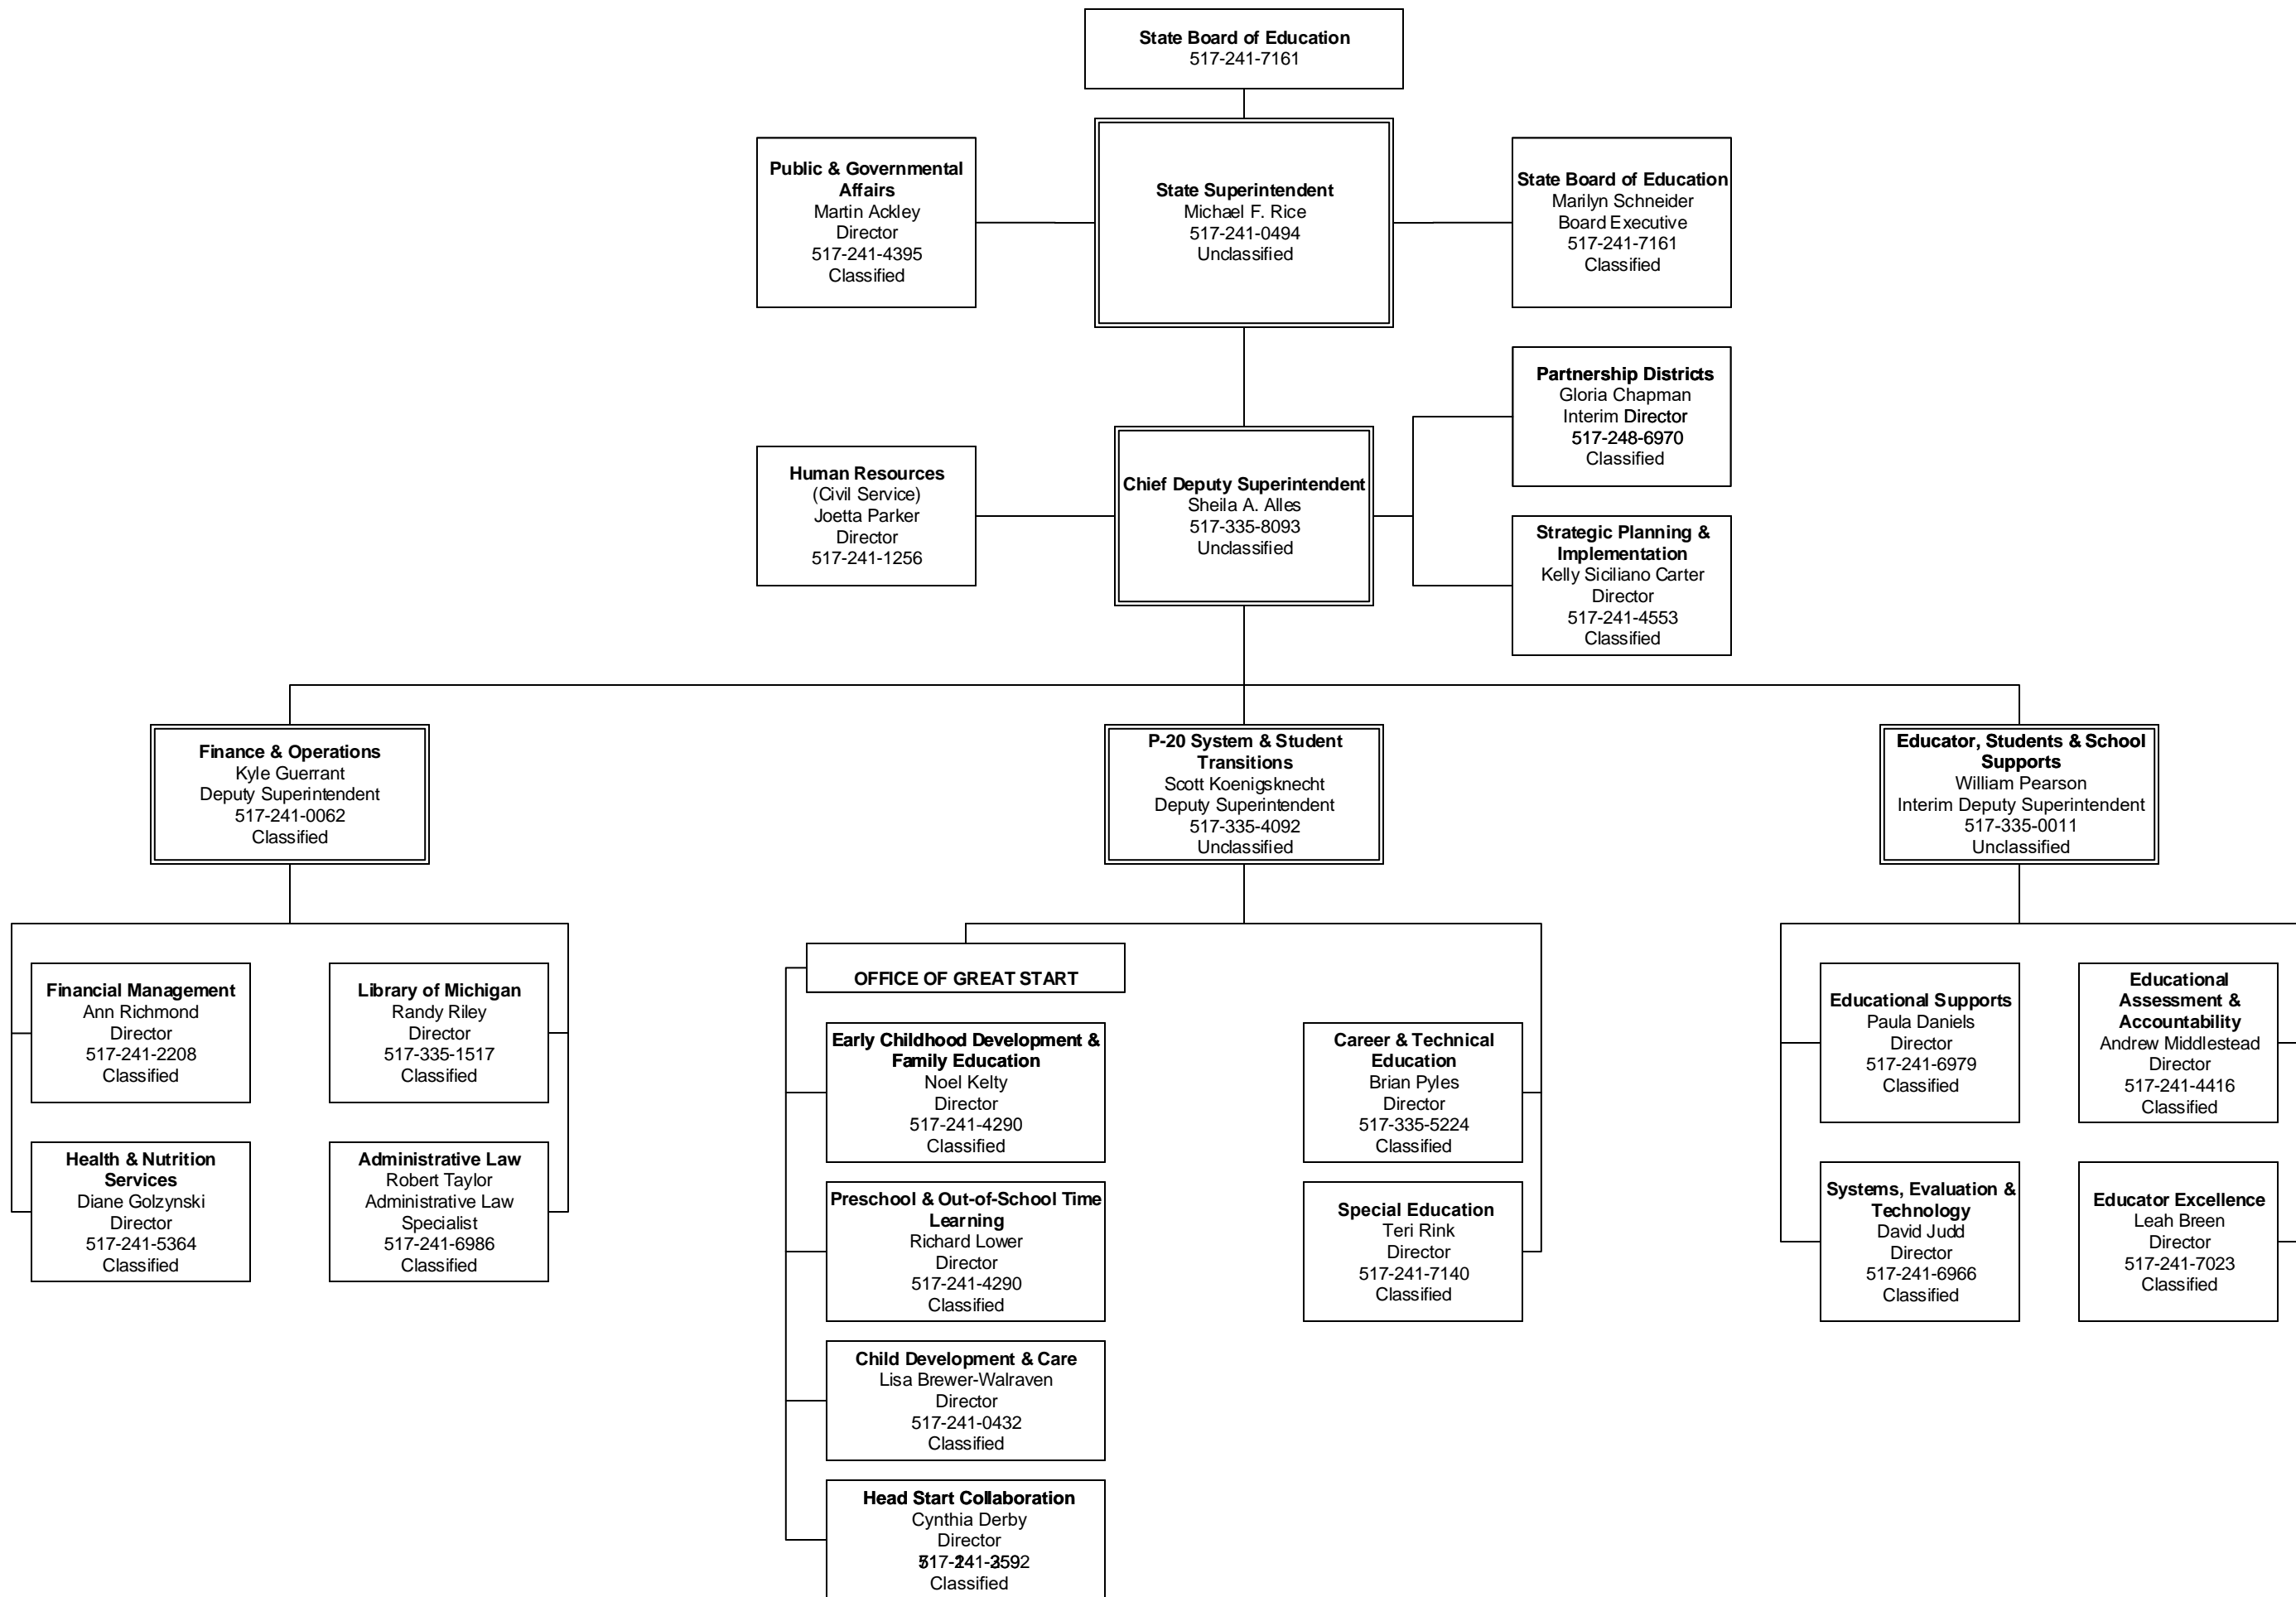 State Board of Education
517-241-7161
Public & Governmental
Affairs
Martin Ackley
Director
517-241-4395
Classified
State Superintendent
Michael F. Rice
517-241-0494
Unclassified
State Board of Education
Marilyn Schneider
Board Executive
517-241-7161
Classified
Partnership Districts
Gloria Chapman
Interim Director
517-248-6970
Classified
Human Resources
(Civil Service)
Joetta Parker
Director
517-241-1256
Chief Deputy Superintendent
Sheila A. Alles
517-335-8093
Unclassified
Strategic Planning &
Implementation
Kelly Siciliano Carter
Director
517-241-4553
Classified
Finance & Operations
Kyle Guerrant
Deputy Superintendent
517-241-0062
Classified
P-20 System & Student
Transitions
Scott Koenigsknecht
Deputy Superintendent
517-335-4092
Unclassified
Educator, Students & School
Supports
William Pearson
Interim Deputy Superintendent
517-335-0011
Unclassified
Financial Management
Ann Richmond
Director
517-241-2208
Classified
Library of Michigan
Randy Riley
Director
517-335-1517
Classified
Health & Nutrition
Services
Diane Golzynski
Director
517-241-5364
Classified
Administrative Law
Robert Taylor
Administrative Law
Specialist
517-241-6986
Classified
OFFICE OF GREAT START
Early Childhood Development &
Family Education
Noel Kelty
Director
517-241-4290
Classified
Preschool & Out-of-School Time
Learning
Richard Lower
Director
517-241-4290
Classified
Child Development & Care
Lisa Brewer-Walraven
Director
517-241-0432
Classified
Head Start Collaboration
Cynthia Derby
Director
Classified
Career & Technical
Education
Brian Pyles
Director
517-335-5224
Classified
Special Education
Teri Rink
Director
517-241-7140
Classified
Educational Supports
Paula Daniels
Director
517-241-6979
Classified
Educational
Assessment &
Accountability
Andrew Middlestead
Director
517-241-4416
Classified
Systems, Evaluation &
Technology
David Judd
Director
517-241-6966
Classified
Educator Excellence
Leah Breen
Director
517-241-7023
Classified